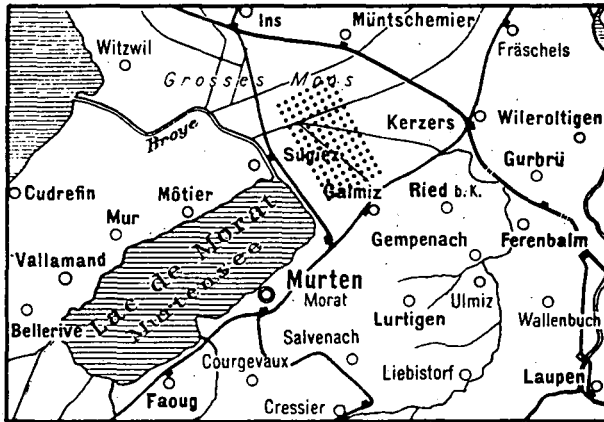 Ins
Müntschemier
Witzwil
Fräschels
Grosses Moos
Kerzers
Wileroltigen
Broye
Sugiez
Gurbrü
Cudrefin
Môtier
Galmiz
Ried b. K.
Mur
Gempenach
Ferenbalm
Vallamand
Lac de Morat
Murtensee
Murten
Morat
Ulmiz
Bellerive
Lurtigen
Wallenbuch
Salvenach
Courgevaux
Liebistorf
Faoug
Laupen
Cressier